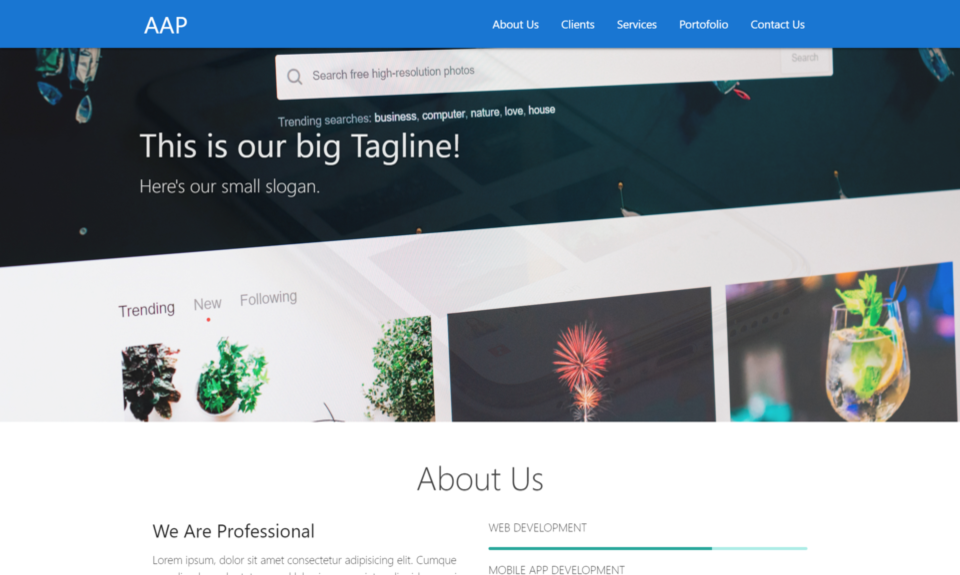 AAP
About Us Clients Services Portofolio Contact Us
Search free high-resolution photos
Search
Trending searches: business, computer, nature, love, house
This is our big Tagline!
Here's our small slogan.
Trending New Following
About Us
We Are Professional
WEB DEVELOPMENT
Lorem ipsum, dolor sit amet consectetur adipisicing elit. Cumque
MOBILE APP DEVELOPMENT